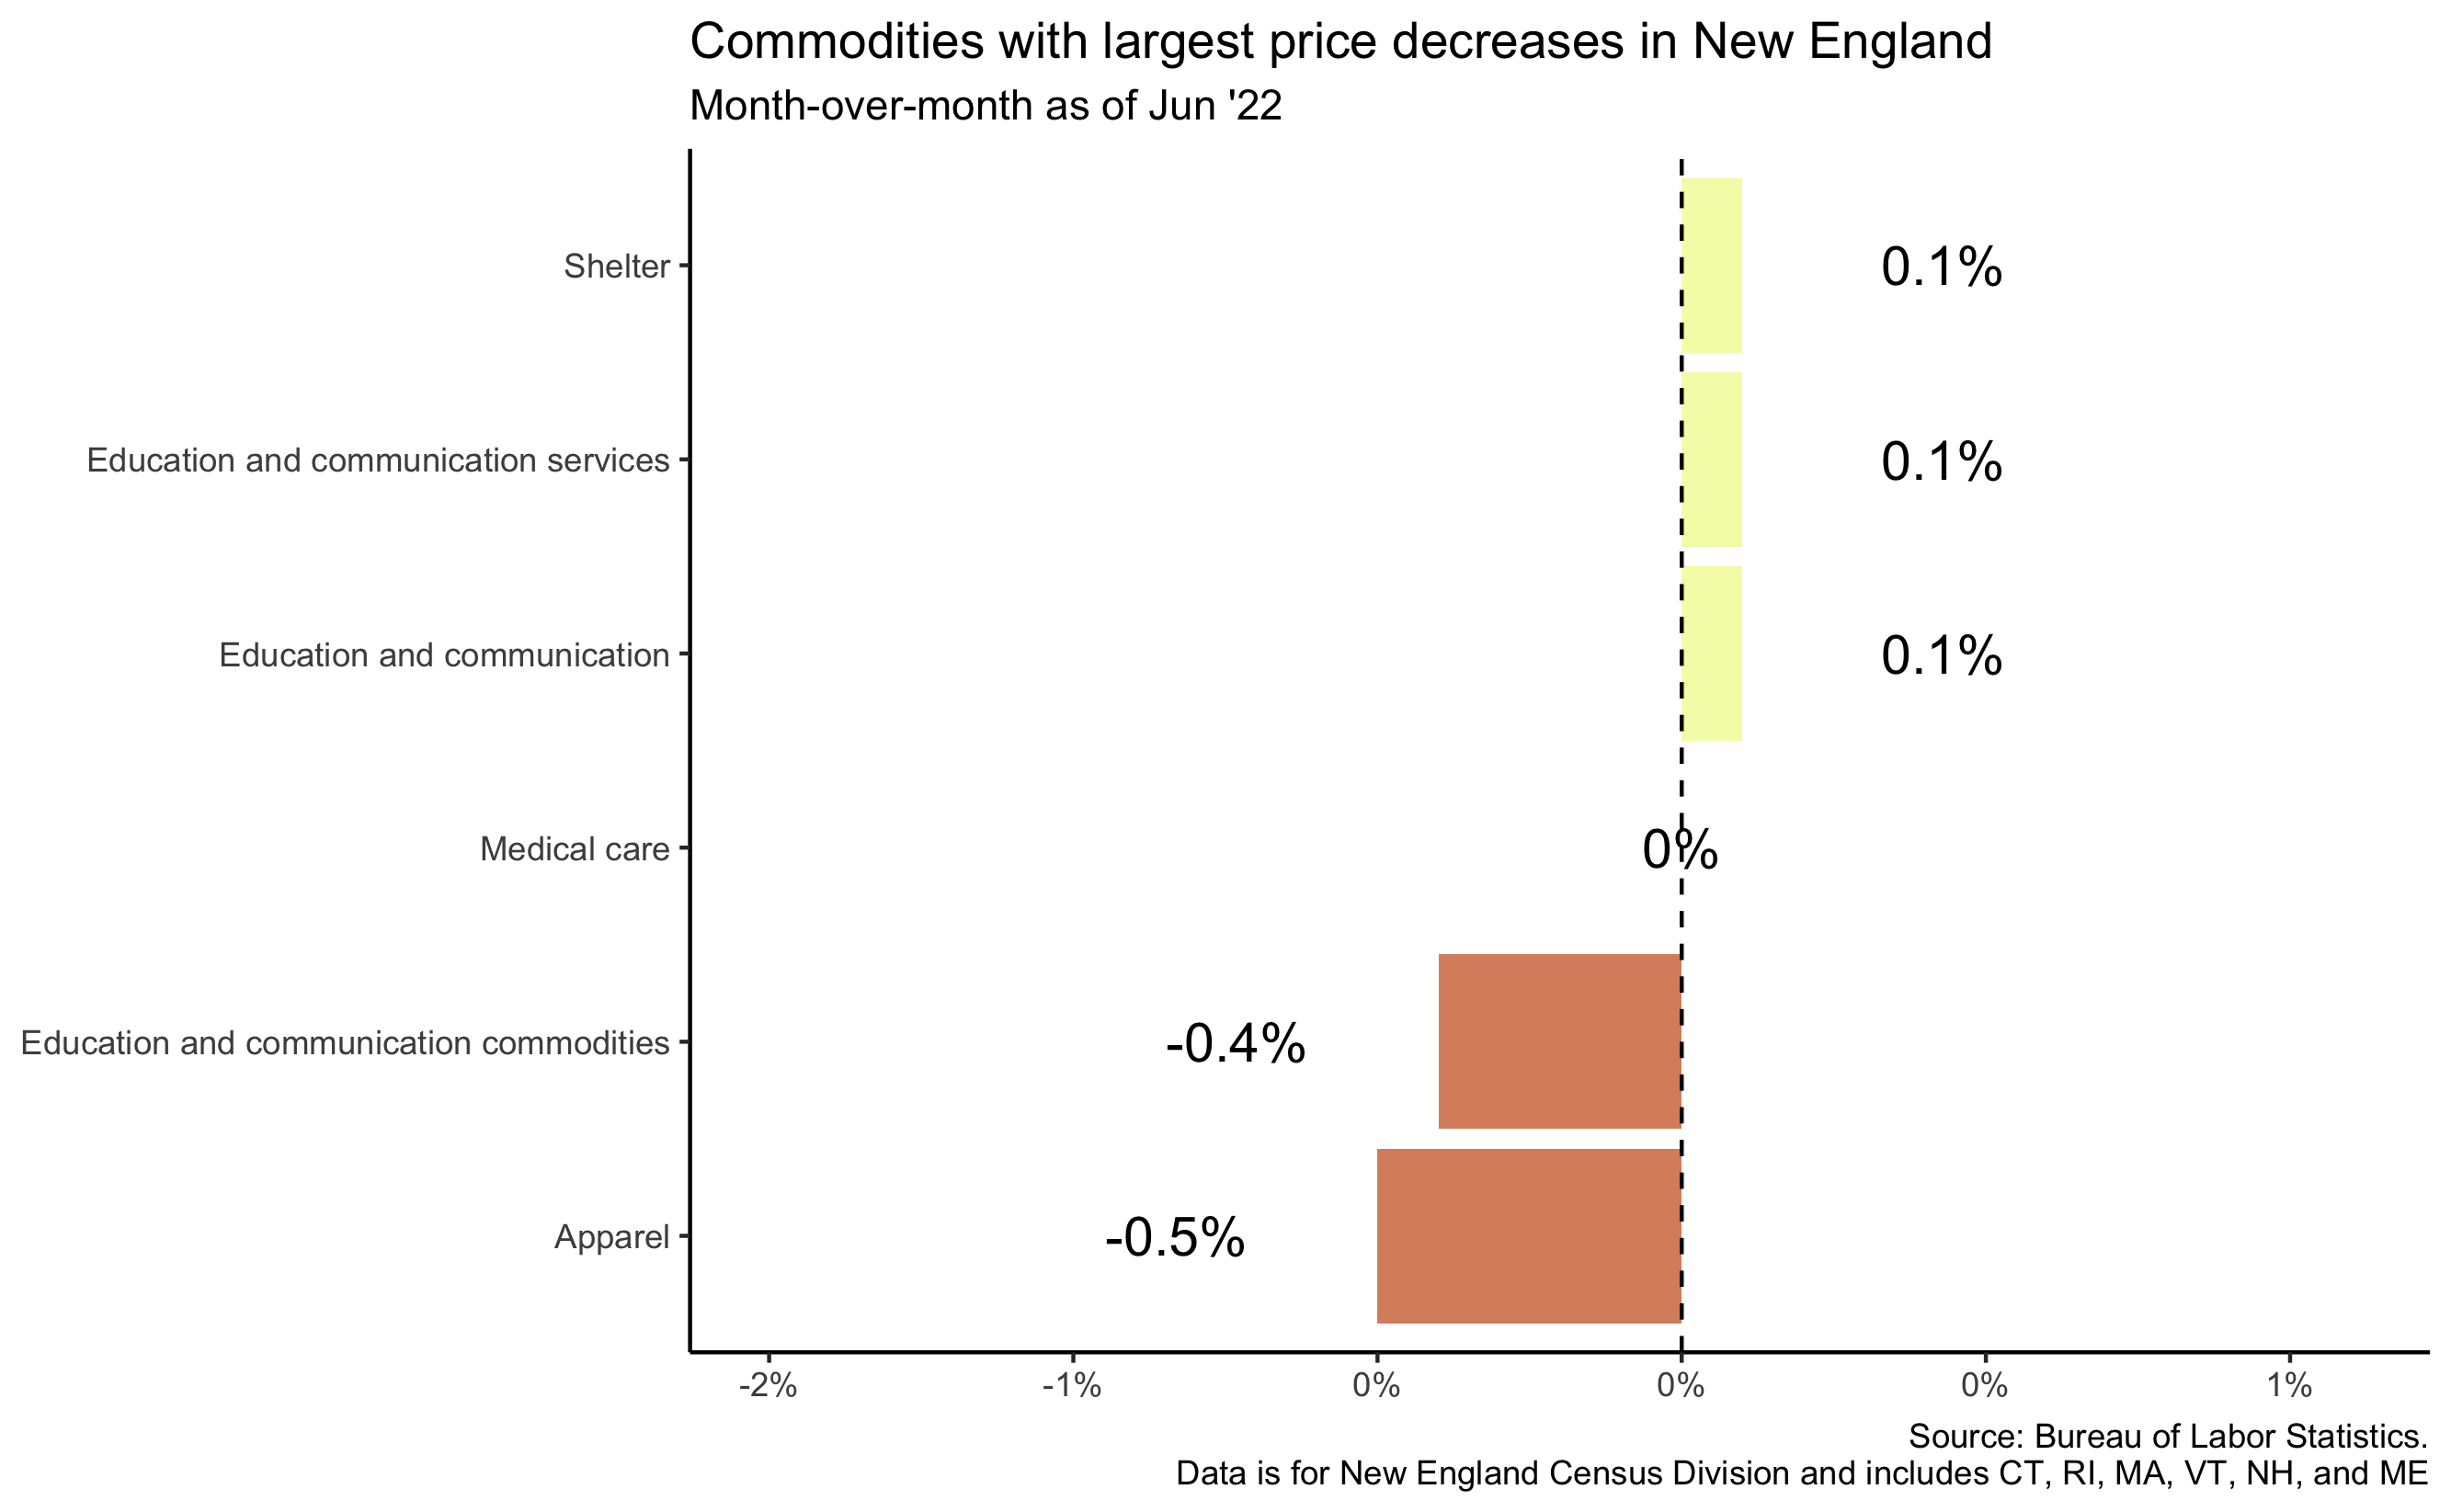 Commodities with largest price decreases in New England
Month-over-month as of Jun '22
Shelter
0.1%
Education and communication services
0.1%
Education and communication
0.1%
Medical care
0%
Education and communication commodities
-0.4%
Apparel
-0.5%
-2%
-1%
0%
0%
0%
1%
Source: Bureau of Labor Statistics.
Data is for New England Census Division and includes CT, RI, MA, VT, NH, and ME